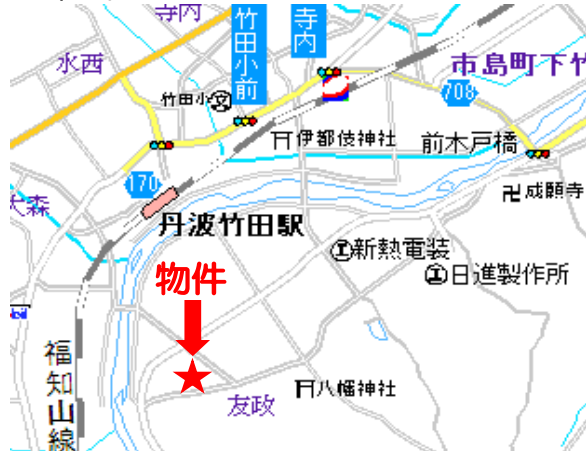 寺内
水西
竹田小前
寺内
市島町下竹
竹田小
708
伊都伎神社
前木戸橋
170
大森
丹波竹田駅
成願寺
新熱電装
日進製作所
物件
福知山線
八幡神社
友政